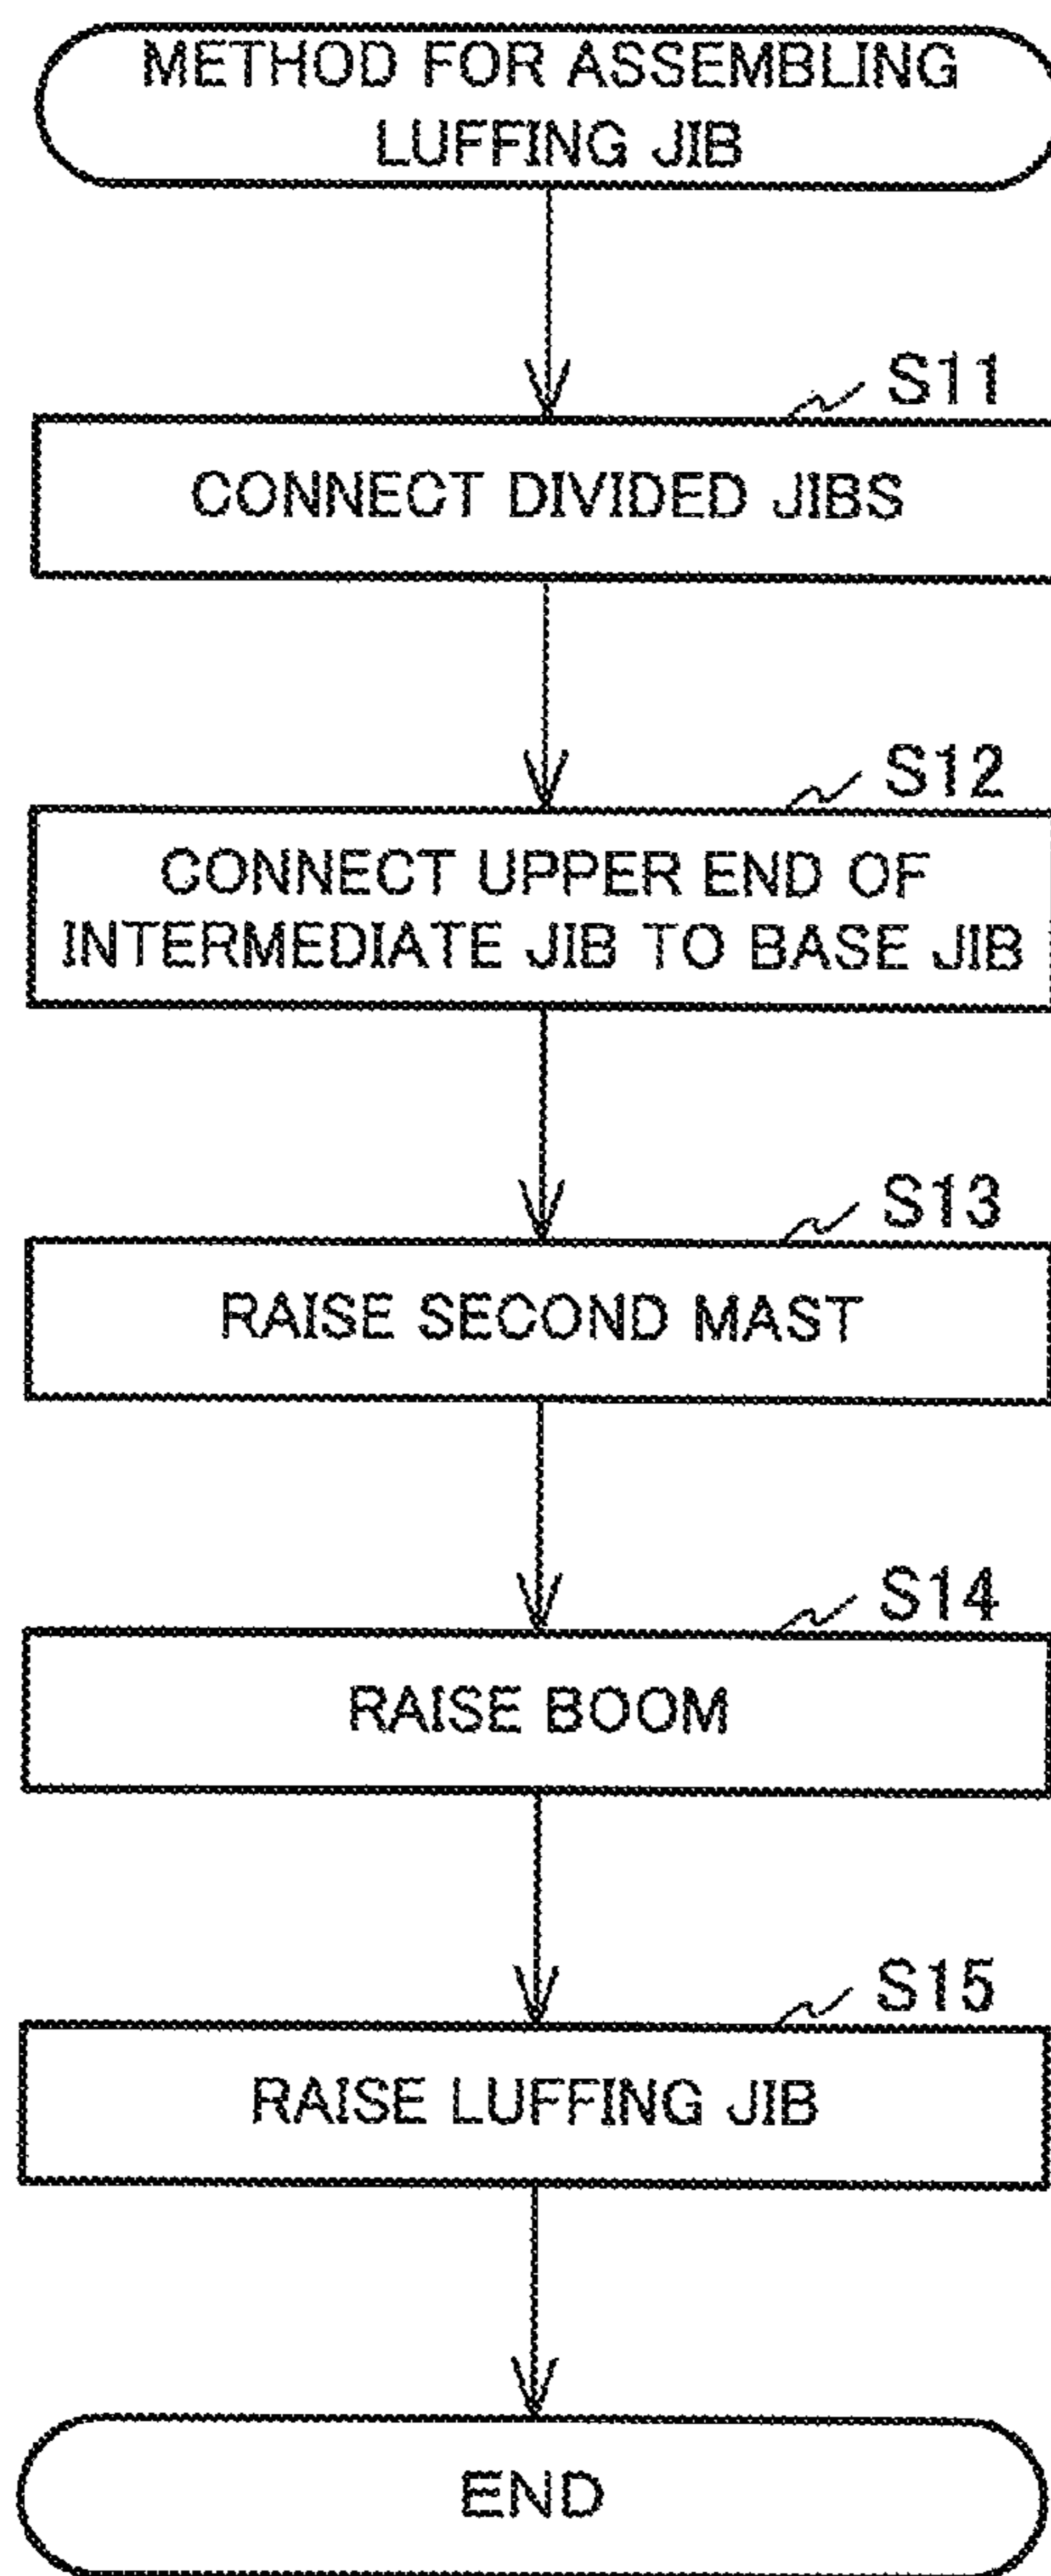 METHOD FOR ASSEMBLING
LUFFING JIB
S11
CONNECT DIVIDED JIBS
S12
CONNECT UPPER END OF
INTERMEDIATE JIB TO BASE JIB
S13
RAISE SECOND MAST
S14
RAISE BOOM
S15
RAISE LUFFING JIB
END